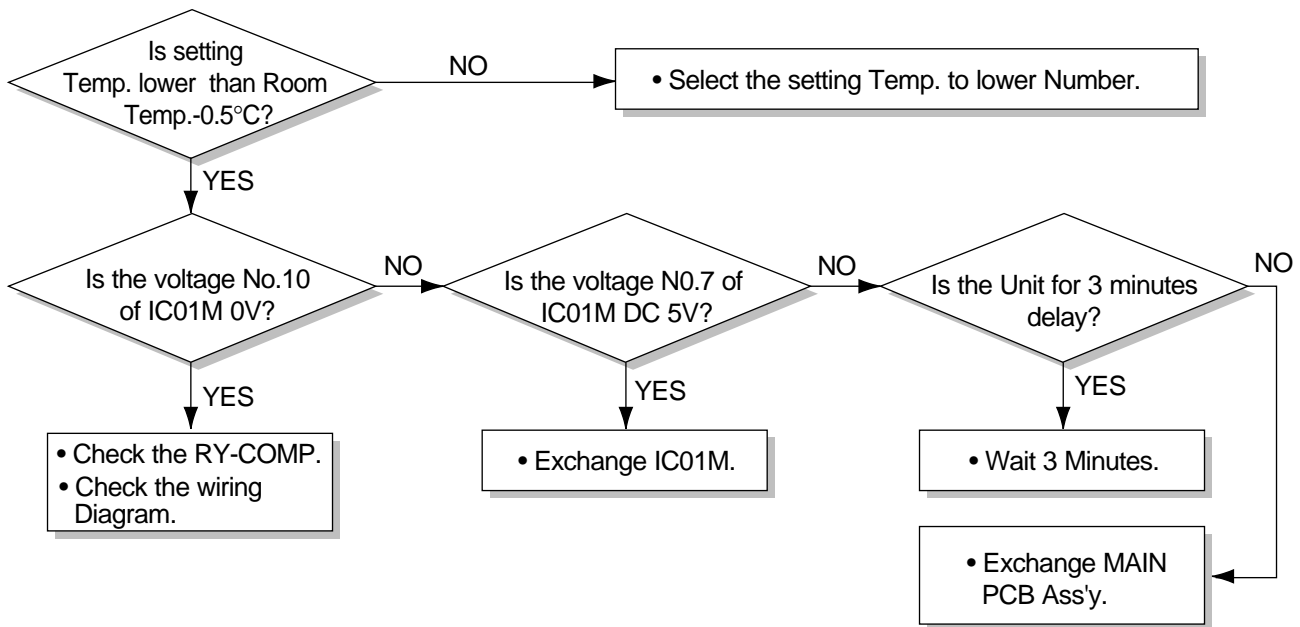 Is setting
Temp. lower than Room
Temp.-0.5°C?
NO
• Select the setting Temp. to lower Number.
YES
Is the voltage No.10
of IC01M 0V?
NO
Is the voltage N0.7 of
IC01M DC 5V?
NO
Is the Unit for 3 minutes
delay?
NO
YES
• Check the RY-COMP.
• Check the wiring
Diagram.
YES
• Exchange IC01M.
YES
• Wait 3 Minutes.
• Exchange MAIN
PCB Ass'y.